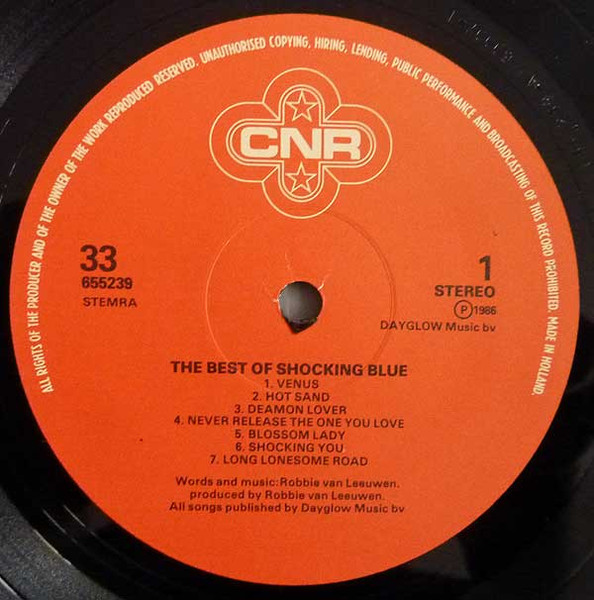 ALL RIGHTS OF THE PRODUCER AND OF THE OWNER OF THE WORK REPRODUCED RESERVED. UNAUTHORISED COPYING, HIRING, LENDING, PUBLIC PERFORMANCE AND BROADCASTING OF THIS RECORD PROHIBITED. MADE IN HOLLAND.
CNR
33
655239
STEMRA
1
STEREO
Ⓟ1986
DAYGLOW Music bv
THE BEST OF SHOCKING BLUE
1. VENUS
2. HOT SAND
3. DEAMON LOVER
4. NEVER RELEASE THE ONE YOU LOVE
5. BLOSSOM LADY
6. SHOCKING YOU
7. LONG LONESOME ROAD
Words and music: Robbie van Leeuwen.
produced by Robbie van Leeuwen.
All songs published by Dayglow Music bv